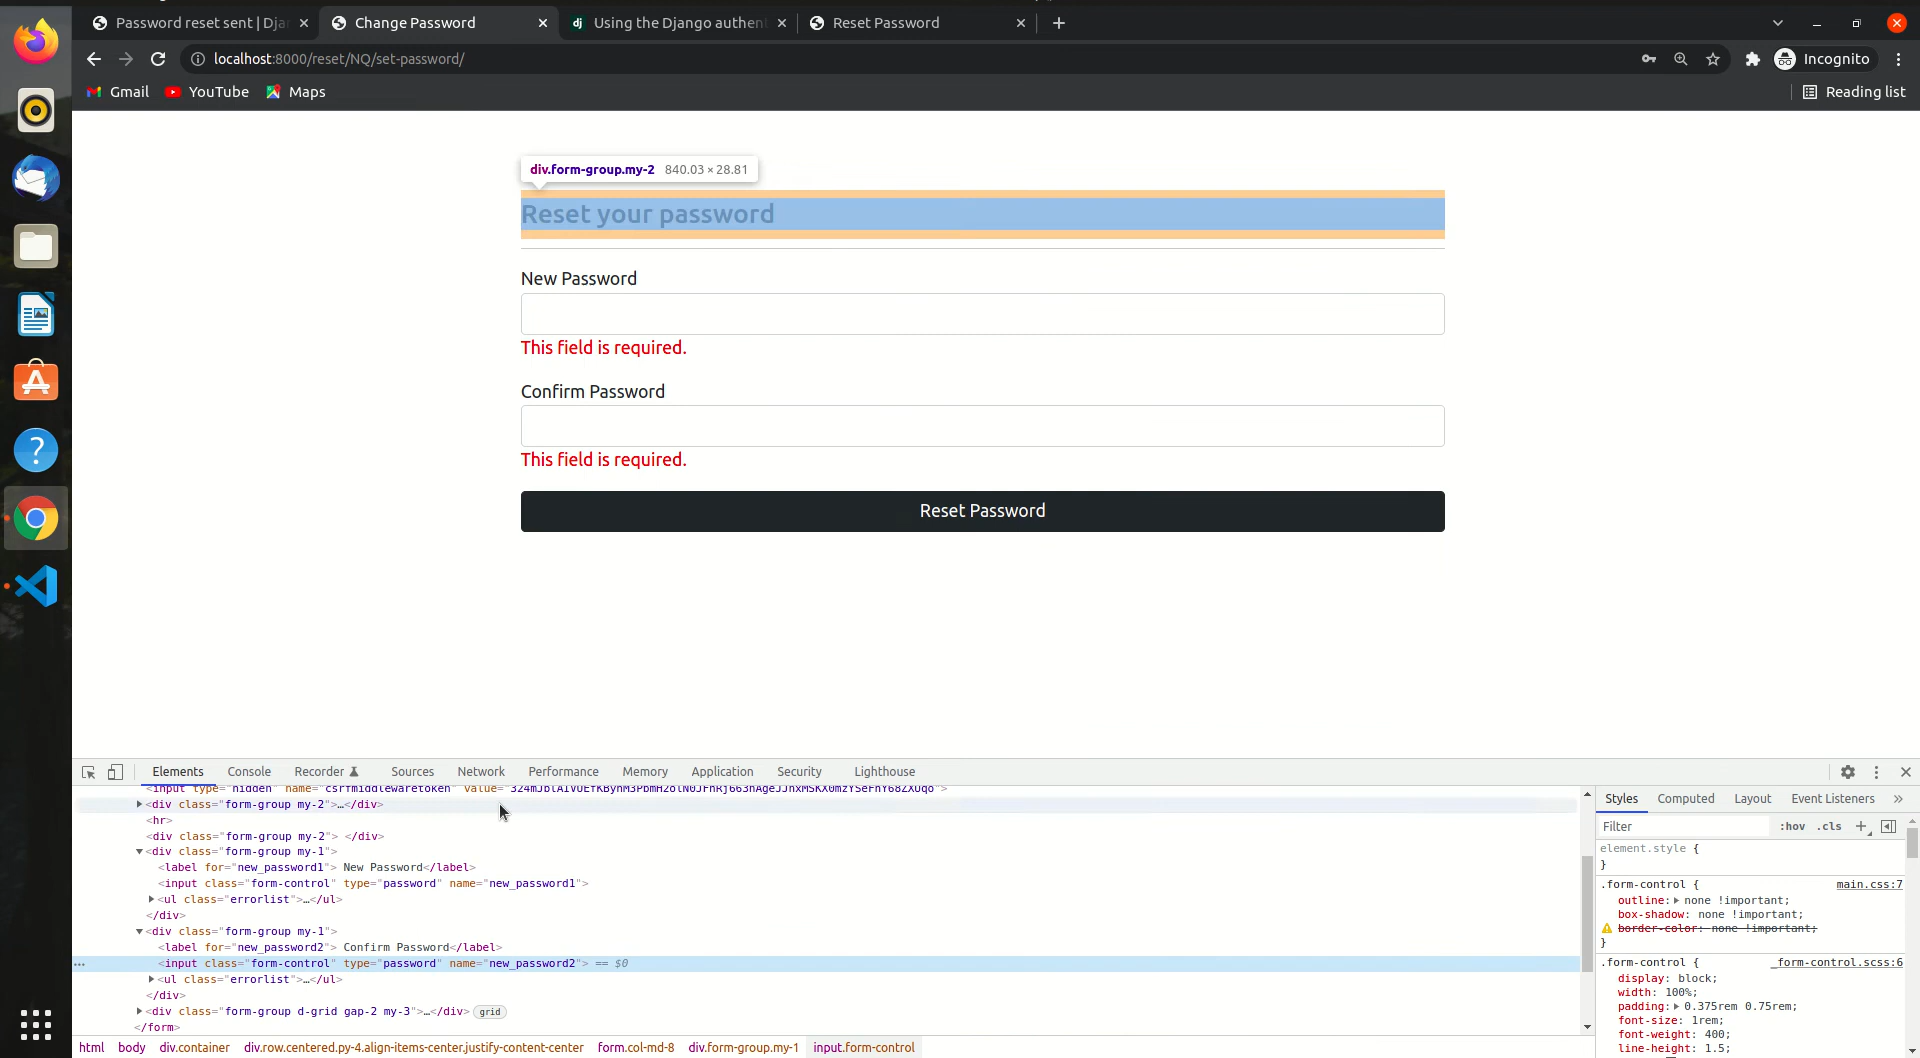 Password reset sent | Djan
Change Password
Using the Django authent
Reset Password
localhost:8000/reset/NQ/set-password/
Incognito
Gmail
YouTube
Maps
Reading list
div.form-group.my-2 840.03 × 28.81
Reset your password
New Password
This field is required.
Confirm Password
This field is required.
Reset Password
Elements Console Recorder Sources Network Performance Memory Application Security Lighthouse
<div class="form-group my-2">…</div>
<hr>
<div class="form-group my-2"> </div>
<div class="form-group my-1">
<label for="new_password1"> New Password</label>
<input class="form-control" type="password" name="new_password1">
<ul class="errorlist">…</ul>
</div>
<div class="form-group my-1">
<label for="new_password2"> Confirm Password</label>
<input class="form-control" type="password" name="new_password2"> == $0
<ul class="errorlist">…</ul>
</div>
<div class="form-group d-grid gap-2 my-3">…</div> grid
</form>
html body div.container div.row.centered.py-4.align-items-center.justify-content-center form.col-md-8 div.form-group.my-1 input.form-control
Styles Computed Layout Event Listeners »
Filter :hov .cls +
element.style {
}
.form-control { main.css:7
outline: none !important;
box-shadow: none !important;
border-color: none !important;
}
.form-control { _form-control.scss:6
display: block;
width: 100%;
padding: 0.375rem 0.75rem;
font-size: 1rem;
font-weight: 400;
line-height: 1.5;